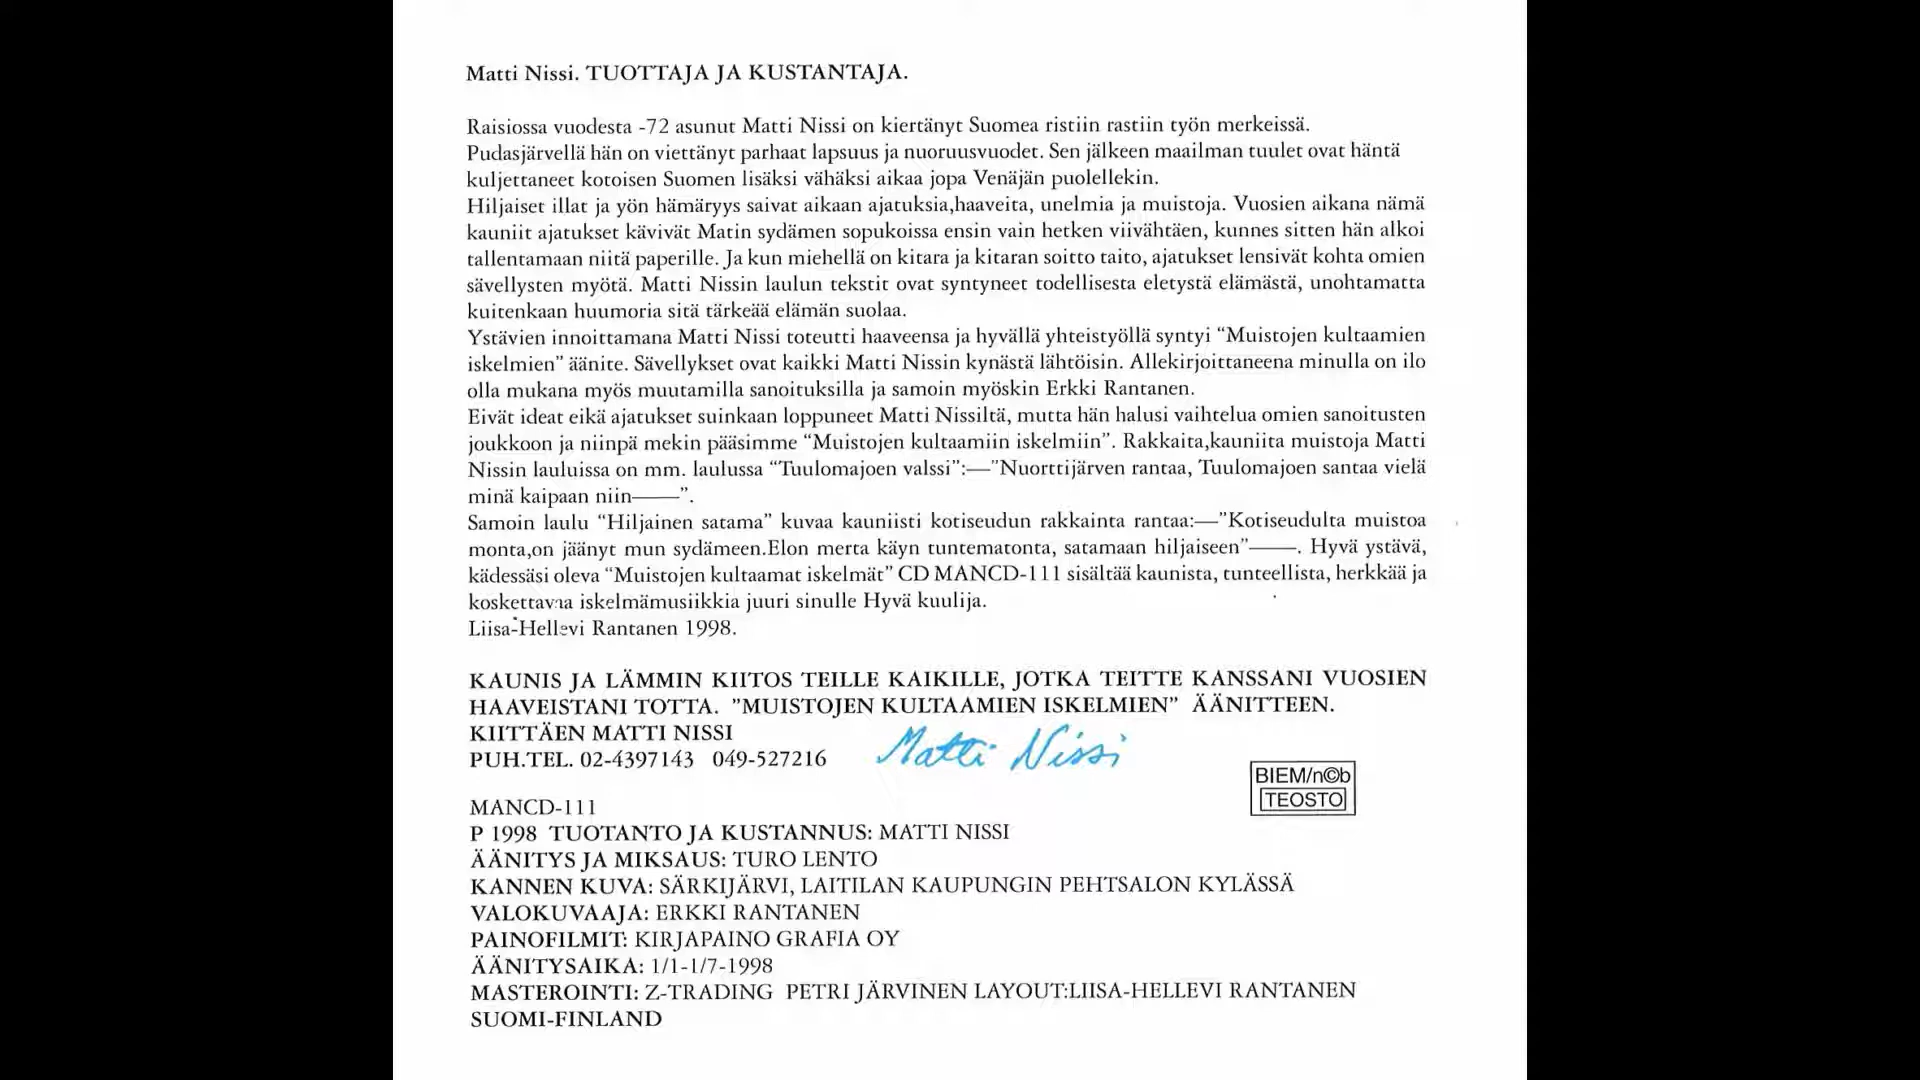 Matti Nissi. TUOTTAJA JA KUSTANTAJA.
Raisiossa vuodesta -72 asunut Matti Nissi on kiertänyt Suomea ristiin rastiin työn merkeissä.
Pudasjärvellä hän on viettänyt parhaat lapsuus ja nuoruusvuodet. Sen jälkeen maailman tuulet ovat häntä
kuljettaneet kotoisen Suomen lisäksi vähäksi aikaa jopa Venäjän puolellekin.
Hiljaiset illat ja yön hämäryys saivat aikaan ajatuksia,haaveita, unelmia ja muistoja. Vuosien aikana nämä
kauniit ajatukset kävivät Matin sydämen sopukoissa ensin vain hetken viivähtäen, kunnes sitten hän alkoi
tallentamaan niitä paperille. Ja kun miehellä on kitara ja kitaran soitto taito, ajatukset lensivät kohta omien
sävellysten myötä. Matti Nissin laulun tekstit ovat syntyneet todellisesta eletystä elämästä, unohtamatta
kuitenkaan huumoria sitä tärkeää elämän suolaa.
Ystävien innoittamana Matti Nissi toteutti haaveensa ja hyvällä yhteistyöllä syntyi “Muistojen kultaamien
iskelmien” äänite. Sävellykset ovat kaikki Matti Nissin kynästä lähtöisin. Allekirjoittaneena minulla on ilo
olla mukana myös muutamilla sanoituksilla ja samoin myöskin Erkki Rantanen.
Eivät ideat eikä ajatukset suinkaan loppuneet Matti Nissiltä, mutta hän halusi vaihtelua omien sanoitusten
joukkoon ja niinpä mekin pääsimme “Muistojen kultaamiin iskelmiin”. Rakkaita,kauniita muistoja Matti
Nissin lauluissa on mm. laulussa “Tuulomajoen valssi”:—”Nuorttijärven rantaa, Tuulomajoen santaa vielä
minä kaipaan niin——”.
Samoin laulu “Hiljainen satama” kuvaa kauniisti kotiseudun rakkainta rantaa:—”Kotiseudulta muistoa
monta,on jäänyt mun sydämeen.Elon merta käyn tuntematonta, satamaan hiljaiseen”——. Hyvä ystävä,
kädessäsi oleva “Muistojen kultaamat iskelmät” CD MANCD-111 sisältää kaunista, tunteellista, herkkää ja
koskettavaa iskelmämusiikkia juuri sinulle Hyvä kuulija.
Liisa-Hellevi Rantanen 1998.
KAUNIS JA LÄMMIN KIITOS TEILLE KAIKILLE, JOTKA TEITTE KANSSANI VUOSIEN
HAAVEISTANI TOTTA. ”MUISTOJEN KULTAAMIEN ISKELMIEN” ÄÄNITTEEN.
KIITTÄEN MATTI NISSI
Matti Nissi
PUH.TEL. 02-4397143 049-527216
BIEM/n©b
TEOSTO
MANCD-111
P 1998 TUOTANTO JA KUSTANNUS: MATTI NISSI
ÄÄNITYS JA MIKSAUS: TURO LENTO
KANNEN KUVA: SÄRKIJÄRVI, LAITILAN KAUPUNGIN PEHTSALON KYLÄSSÄ
VALOKUVAAJA: ERKKI RANTANEN
PAINOFILMIT: KIRJAPAINO GRAFIA OY
ÄÄNITYSAIKA: 1/1-1/7-1998
MASTEROINTI: Z-TRADING PETRI JÄRVINEN LAYOUT:LIISA-HELLEVI RANTANEN
SUOMI-FINLAND